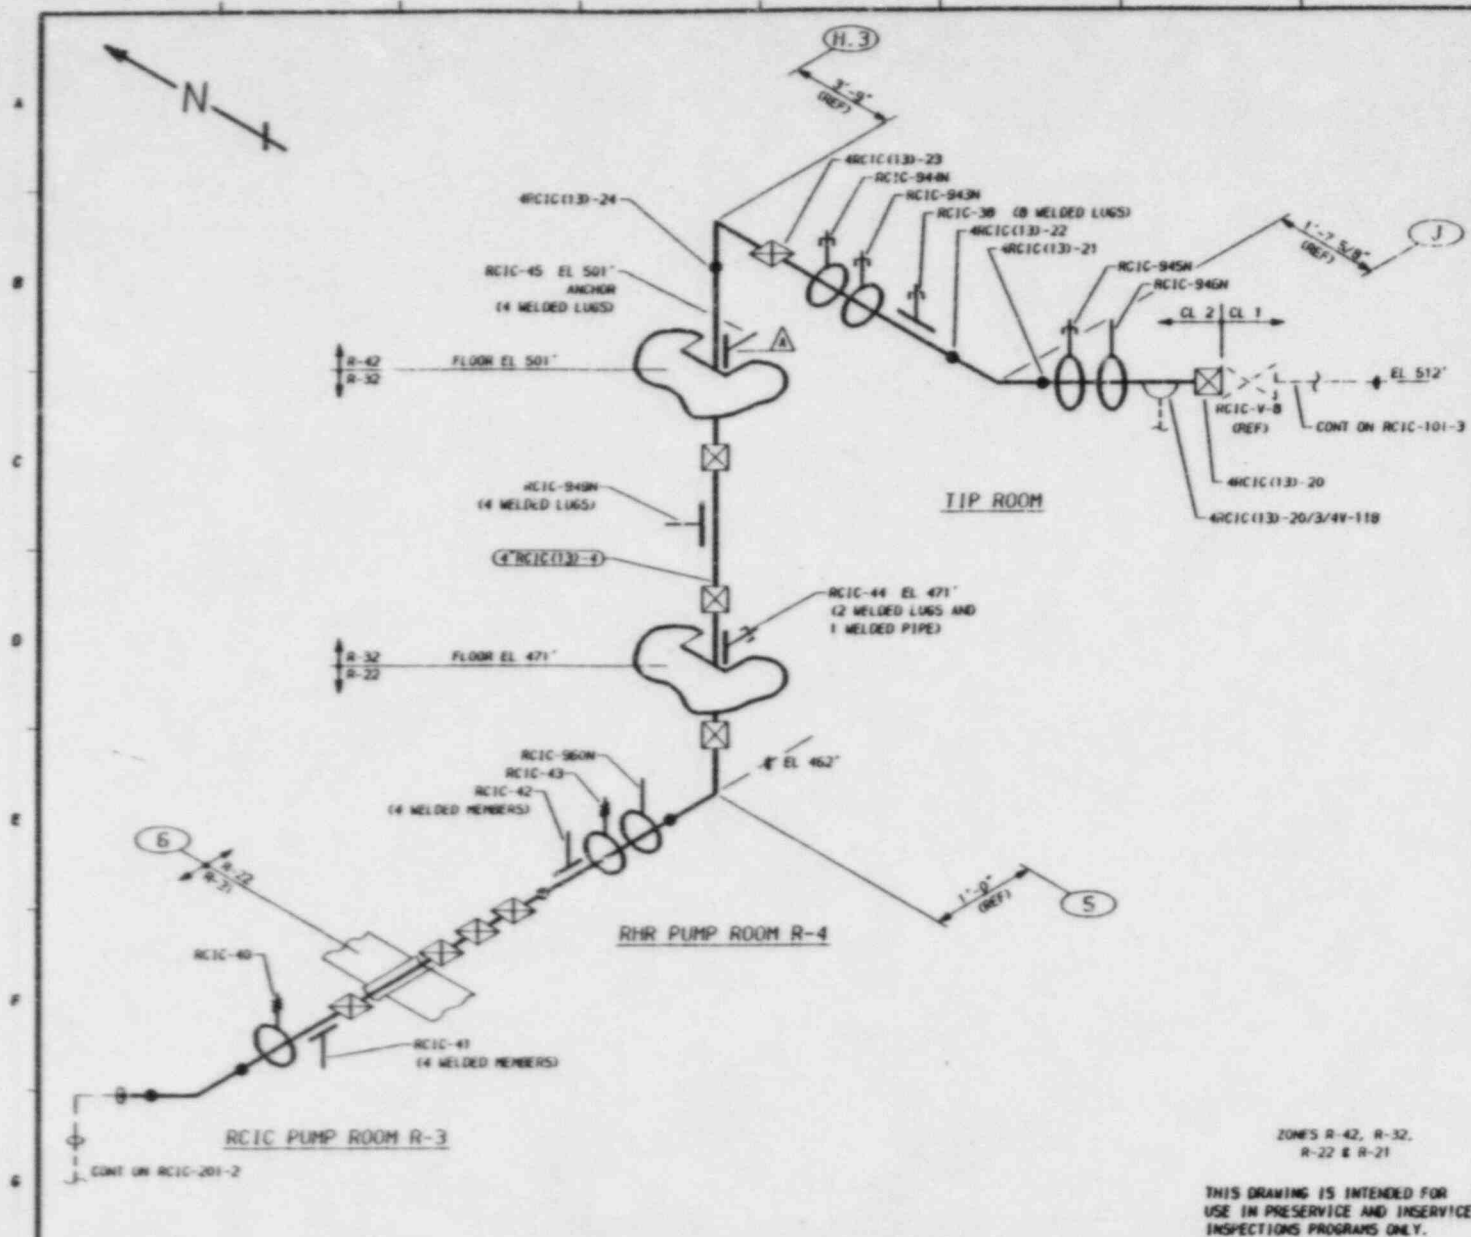 H.3
A
N
3'-9"
(REF)
4RCIC(13)-23
RCIC-944N
4RCIC(13)-24
RCIC-943N
RCIC-38 (8 WELDED LUGS)
4RCIC(13)-22
4RCIC(13)-21
1'-7 5/8"
(REF)
J
B
RCIC-45 EL 501'
ANCHOR
(4 WELDED LUGS)
RCIC-945N
RCIC-946N
CL 2
CL 1
A
R-42
R-32
FLOOR EL 501'
EL 512'
RCIC-V-8
(REF)
CONT ON RCIC-101-3
C
RCIC-949N
(4 WELDED LUGS)
4RCIC(13)-20
TIP ROOM
4RCIC(13)-20/3/4V-118
4"RCIC(13)-4
RCIC-44 EL 471'
(2 WELDED LUGS AND
1 WELDED PIPE)
D
R-32
R-22
FLOOR EL 471'
RCIC-960N
RCIC-43
RCIC-42
(4 WELDED MEMBERS)
EL 462'
E
6
R-22
R-21
1'-0"
(REF)
S
RHR PUMP ROOM R-4
RCIC-40
F
RCIC-41
(4 WELDED MEMBERS)
RCIC PUMP ROOM R-3
CONT ON RCIC-201-2
G
ZONES R-42, R-32,
R-22 & R-21
THIS DRAWING IS INTENDED FOR
USE IN PRESERVICE AND INSERVICE
INSPECTIONS PROGRAMS ONLY.